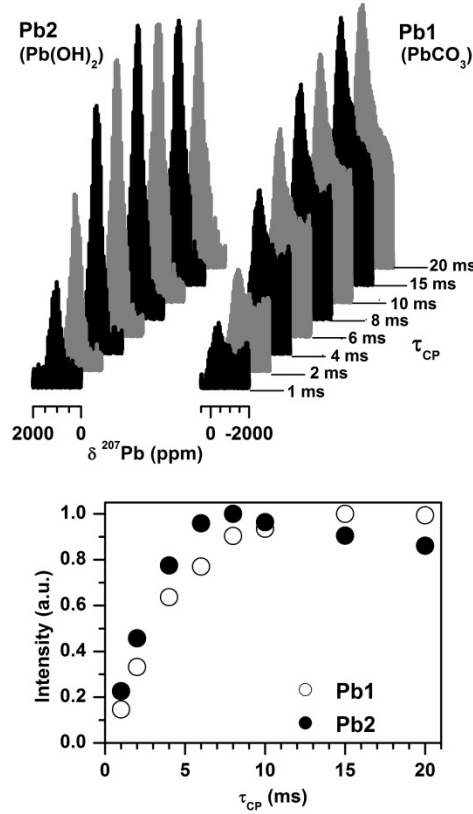 Pb2 Pb1
(Pb(OH)₂) (PbCO₃)
20 ms
15 ms
10 ms
8 ms
6 ms
τCP
4 ms
2 ms
1 ms
2000 0 0 -2000
δ ²⁰⁷Pb (ppm)
1.0
0.8
0.6
0.4
0.2
0.0
Intensity (a.u.)
Pb1
Pb2
0 5 10 15 20
τCP (ms)